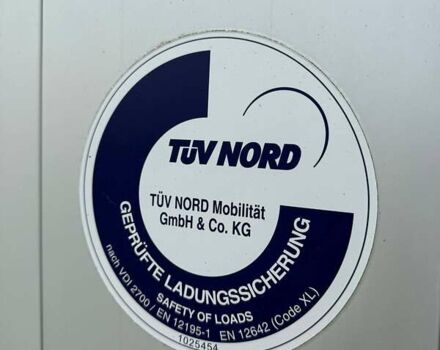 TÜV NORD
TÜV NORD Mobilität
GmbH & Co. KG
GEPRÜFTE LADUNGSSICHERUNG
SAFETY OF LOADS
nach VDI 2700 / EN 12195-1 EN 12642 (Code XL)
1025454